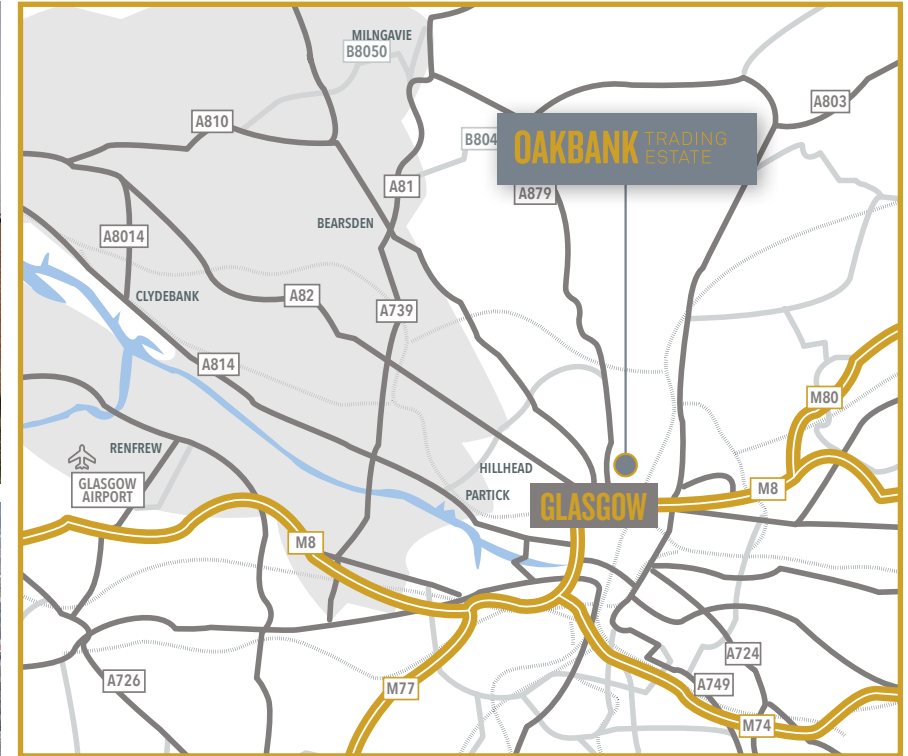 MILNGAVIE
B8050
A803
A810
B804
OAKBANK TRADING
ESTATE
A81
A879
BEARSDEN
A8014
CLYDEBANK
A82
A739
A814
M80
RENFREW
HILLHEAD
GLASGOW
AIRPORT
PARTICK
M8
GLASGOW
M8
A724
A726
M77
A749
M74